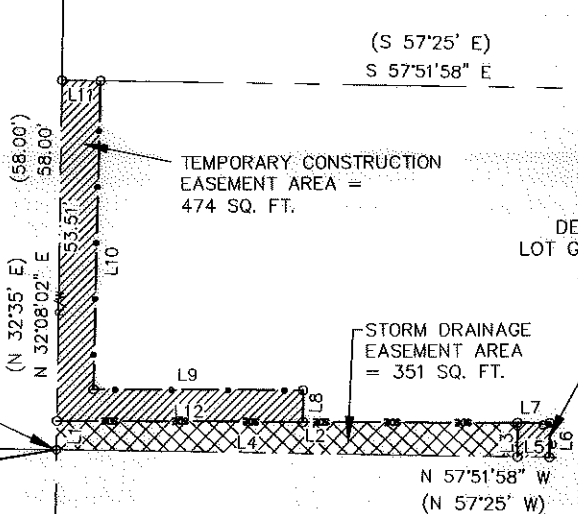 (S 57°25' E)
S 57°51'58" E
L11
(58.00')
58.00'
TEMPORARY CONSTRUCTION
EASEMENT AREA =
474 SQ. FT.
53.51
L10
DE
LOT G
(N 32°35' E)
N 32°08'02" E
STORM DRAINAGE
EASEMENT AREA
= 351 SQ. FT.
L9
L8
L12
L7
L1
L4
L2
L3
L5
L6
N 57°51'58" W
(N 57°25' W)